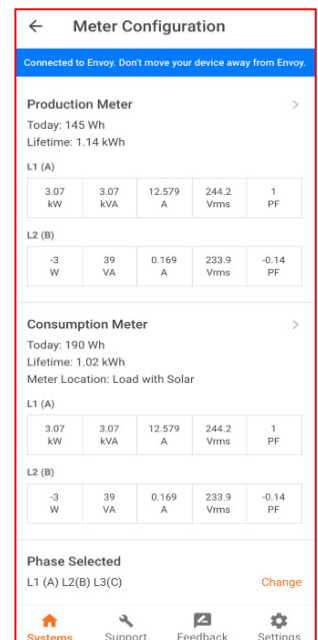 ← Meter Configuration
Connected to Envoy. Don't move your device away from Envoy.
Production Meter >
Today: 145 Wh
Lifetime: 1.14 kWh
L1 (A)
3.07 3.07 12.579 244.2 1
kW kVA A Vrms PF
L2 (B)
-3 39 0.169 233.9 -0.14
W VA A Vrms PF
Consumption Meter >
Today: 190 Wh
Lifetime: 1.02 kWh
Meter Location: Load with Solar
L1 (A)
3.07 3.07 12.579 244.2 1
kW kVA A Vrms PF
L2 (B)
-3 39 0.169 233.9 -0.14
W VA A Vrms PF
Phase Selected
L1 (A) L2(B) L3(C) Change
Systems Support Feedback Settings